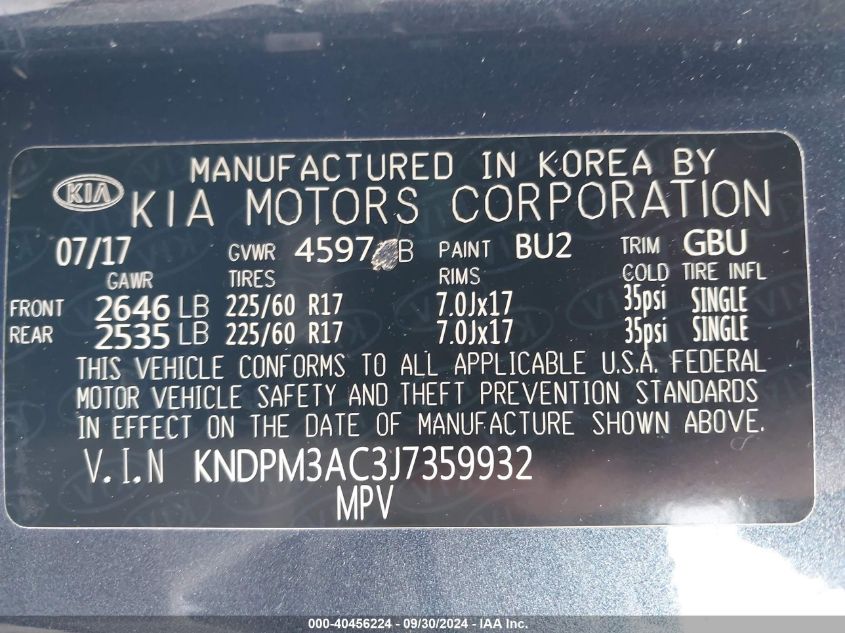 MANUFACTURED IN KOREA BY
KIA KIA MOTORS CORPORATION
07/17 GVWR 4597 B PAINT BU2 TRIM GBU
GAWR TIRES RIMS COLD TIRE INFL
FRONT 2646 LB 225/60 R17 7.0Jx17 35psi SINGLE
REAR 2535 LB 225/60 R17 7.0Jx17 35psi SINGLE
THIS VEHICLE CONFORMS TO ALL APPLICABLE U.S.A. FEDERAL
MOTOR VEHICLE SAFETY AND THEFT PREVENTION STANDARDS
IN EFFECT ON THE DATE OF MANUFACTURE SHOWN ABOVE.
V.I.N KNDPM3AC3J7359932
MPV
000-40456224 - 09/30/2024 - IAA Inc.